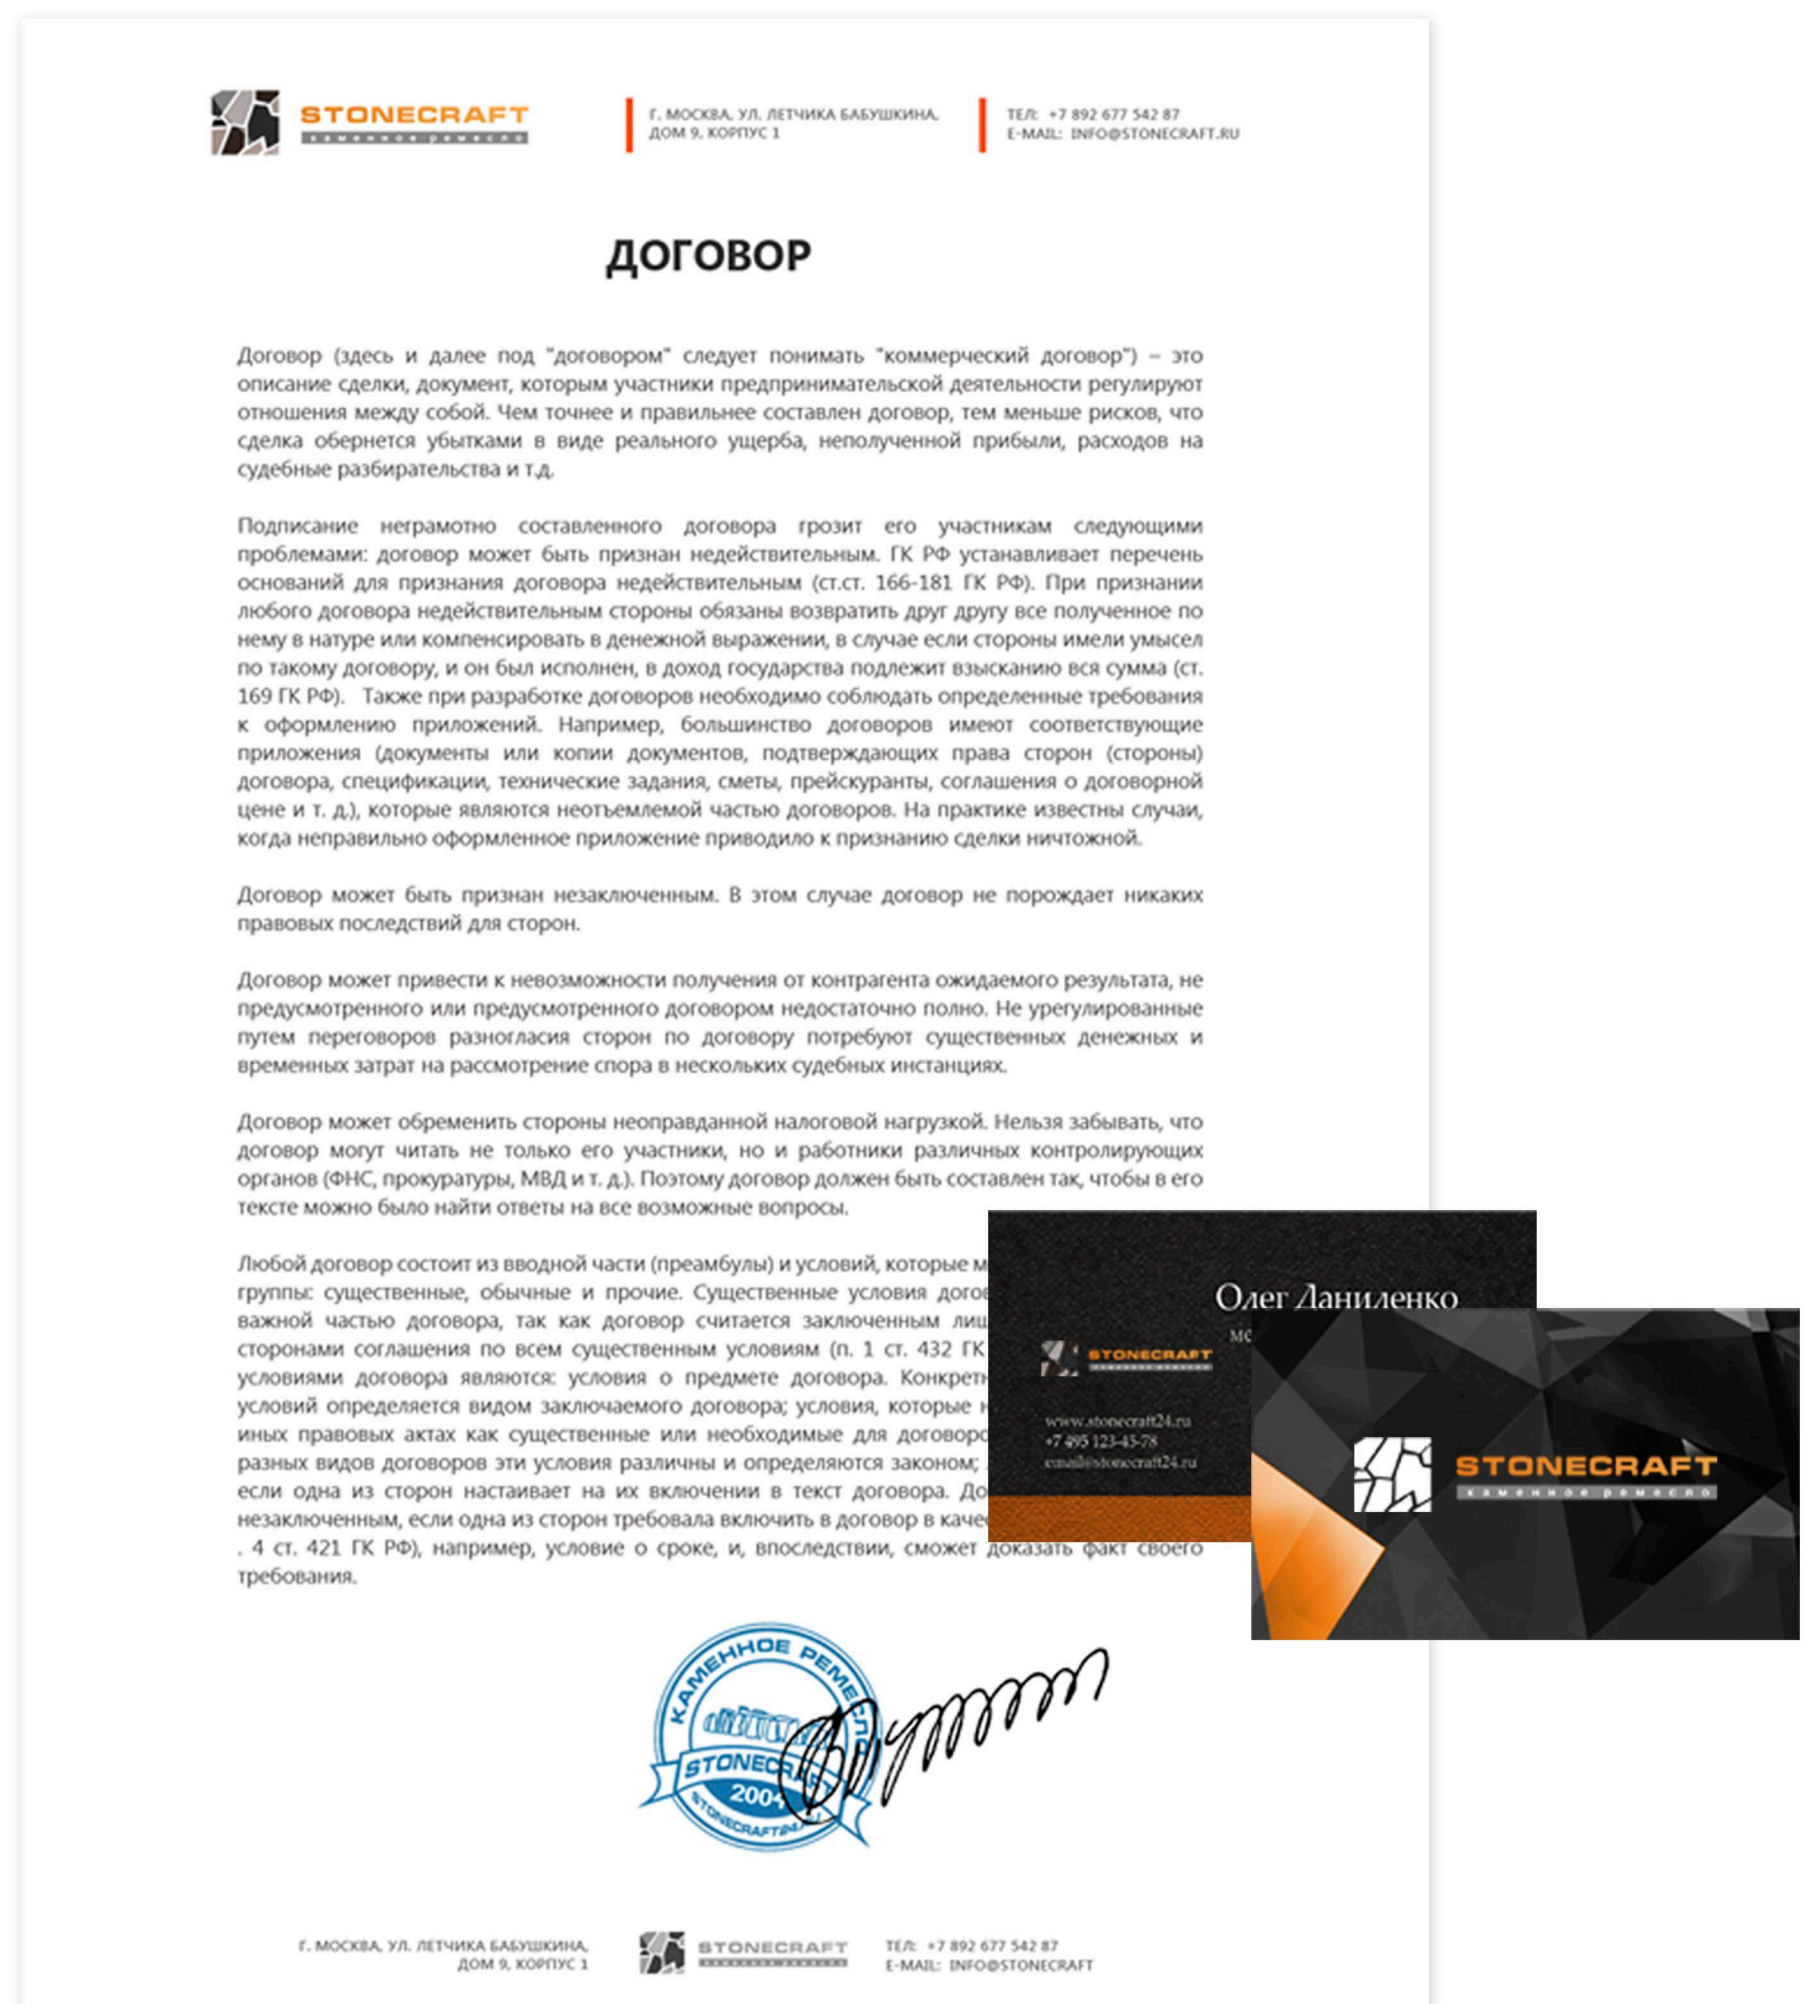 STONECRAFT
каменное ремесло
Г. МОСКВА, УЛ. ЛЕТЧИКА БАБУШКИНА,
ДОМ 9, КОРПУС 1
ТЕЛ: +7 892 677 542 87
E-MAIL: INFO@STONECRAFT.RU
ДОГОВОР
Договор (здесь и далее под "договором" следует понимать "коммерческий договор") – это
описание сделки, документ, которым участники предпринимательской деятельности регулируют
отношения между собой. Чем точнее и правильнее составлен договор, тем меньше рисков, что
сделка обернется убытками в виде реального ущерба, неполученной прибыли, расходов на
судебные разбирательства и т.д.
Подписание неграмотно составленного договора грозит его участникам следующими
проблемами: договор может быть признан недействительным. ГК РФ устанавливает перечень
оснований для признания договора недействительным (ст.ст. 166-181 ГК РФ). При признании
любого договора недействительным стороны обязаны возвратить друг другу все полученное по
нему в натуре или компенсировать в денежной выражении, в случае если стороны имели умысел
по такому договору, и он был исполнен, в доход государства подлежит взысканию вся сумма (ст.
169 ГК РФ). Также при разработке договоров необходимо соблюдать определенные требования
к оформлению приложений. Например, большинство договоров имеют соответствующие
приложения (документы или копии документов, подтверждающих права сторон (стороны)
договора, спецификации, технические задания, сметы, прейскуранты, соглашения о договорной
цене и т. д.), которые являются неотъемлемой частью договоров. На практике известны случаи,
когда неправильно оформленное приложение приводило к признанию сделки ничтожной.
Договор может быть признан незаключенным. В этом случае договор не порождает никаких
правовых последствий для сторон.
Договор может привести к невозможности получения от контрагента ожидаемого результата, не
предусмотренного или предусмотренного договором недостаточно полно. Не урегулированные
путем переговоров разногласия сторон по договору потребуют существенных денежных и
временных затрат на рассмотрение спора в нескольких судебных инстанциях.
Договор может обременить стороны неоправданной налоговой нагрузкой. Нельзя забывать, что
договор могут читать не только его участники, но и работники различных контролирующих
органов (ФНС, прокуратуры, МВД и т. д.). Поэтому договор должен быть составлен так, чтобы в его
тексте можно было найти ответы на все возможные вопросы.
Любой договор состоит из вводной части (преамбулы) и условий, которые м
группы: существенные, обычные и прочие. Существенные условия догов
важной частью договора, так как договор считается заключенным лиш
сторонами соглашения по всем существенным условиям (п. 1 ст. 432 ГК
условиями договора являются: условия о предмете договора. Конкретн
условий определяется видом заключаемого договора; условия, которые н
иных правовых актах как существенные или необходимые для договоро
разных видов договоров эти условия различны и определяются законом;
если одна из сторон настаивает на их включении в текст договора. До
незаключенным, если одна из сторон требовала включить в договор в качес
. 4 ст. 421 ГК РФ), например, условие о сроке, и, впоследствии, сможет доказать факт своего
требования.
Олег Даниленко
STONECRAFT
www.stonecraft24.ru
+7 495 123-45-78
email@stonecraft24.ru
STONECRAFT
каменное ремесло
КАМЕННОЕ РЕМЕСЛО
STONECRAFT
2004
Г. МОСКВА, УЛ. ЛЕТЧИКА БАБУШКИНА,
ДОМ 9, КОРПУС 1
STONECRAFT
ТЕЛ: +7 892 677 542 87
E-MAIL: INFO@STONECRAFT